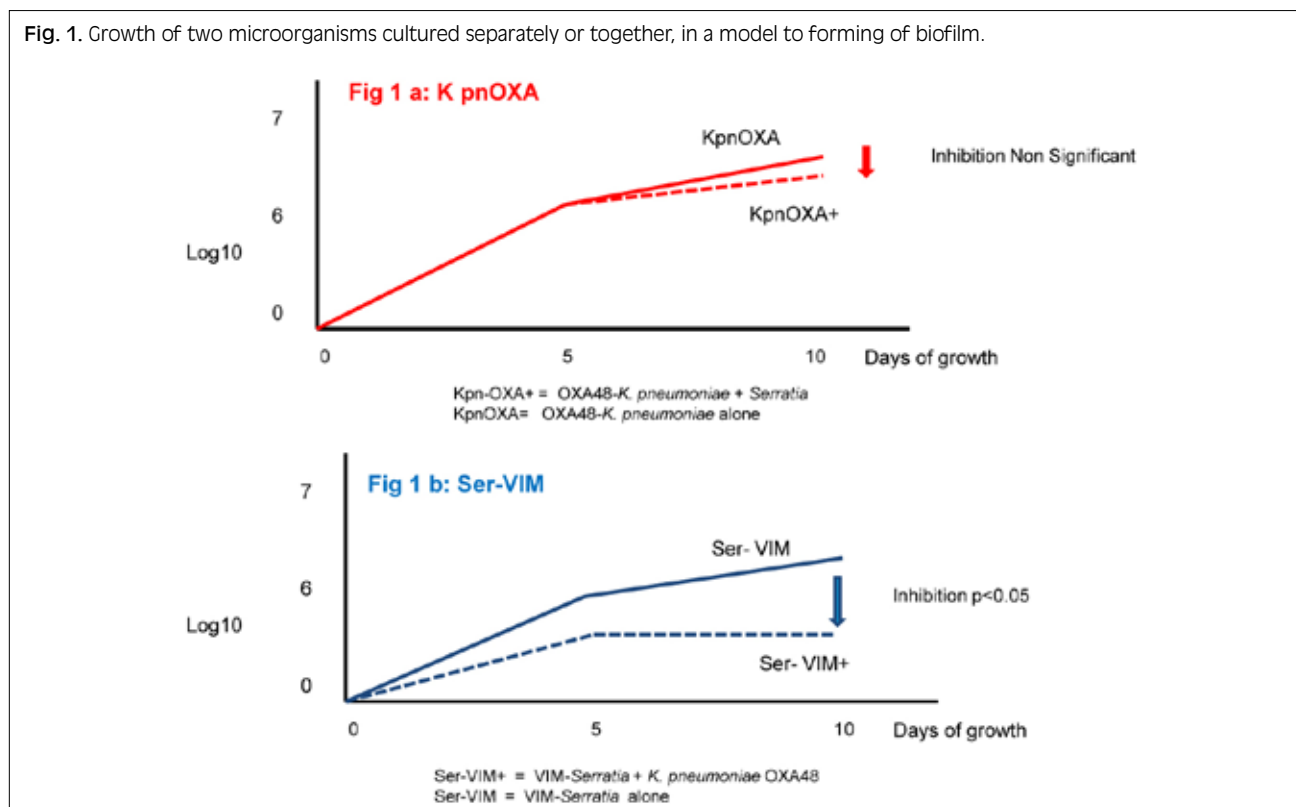 Fig. 1. Growth of two microorganisms cultured separately or together, in a model to forming of biofilm.
Fig 1 a: K pnOXA
7
KpnOXA
Inhibition Non Significant
6
KpnOXA+
Log10
0
0 5 10 Days of growth
Kpn-OXA+ = OXA48-K. pneumoniae + Serratia
KpnOXA= OXA48-K. pneumoniae alone
Fig 1 b: Ser-VIM
7
Ser- VIM
6
Inhibition p<0.05
Log10
Ser- VIM+
0
0 5 10 Days of growth
Ser-VIM+ = VIM-Serratia + K. pneumoniae OXA48
Ser-VIM = VIM-Serratia alone